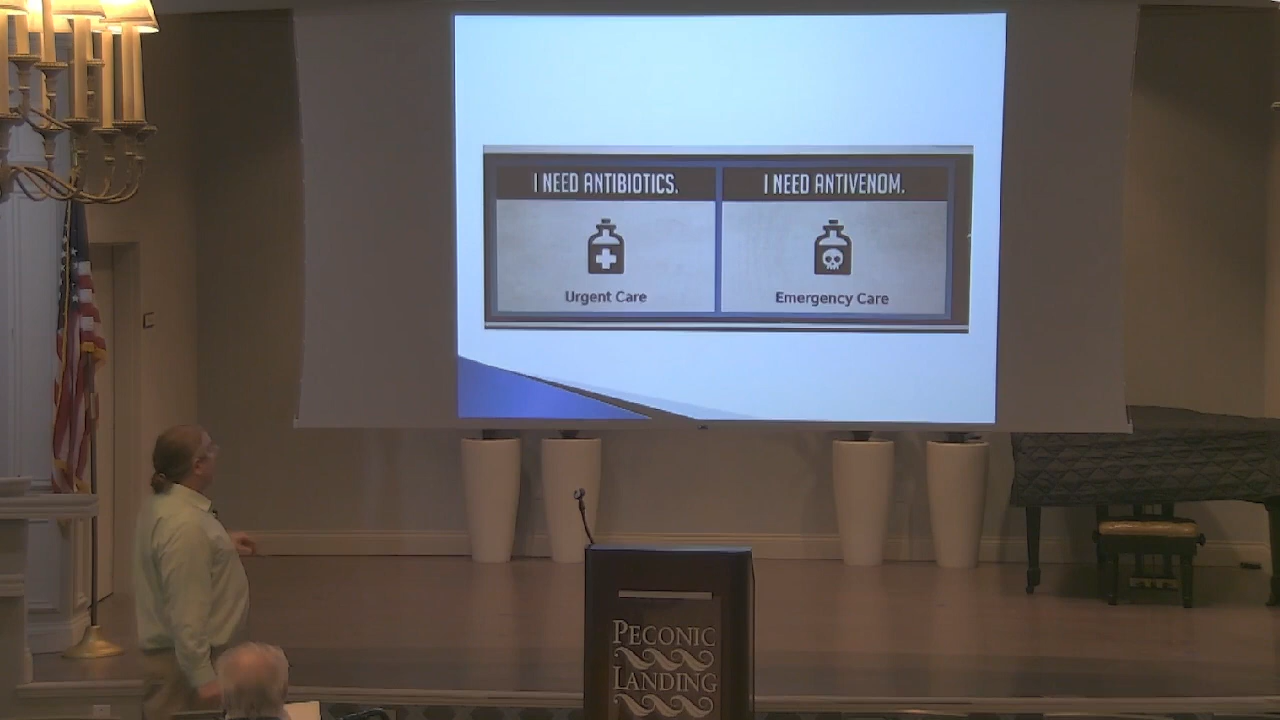 I NEED ANTIBIOTICS.
Urgent Care
I NEED ANTIVENOM.
Emergency Care
PECONIC
LANDING